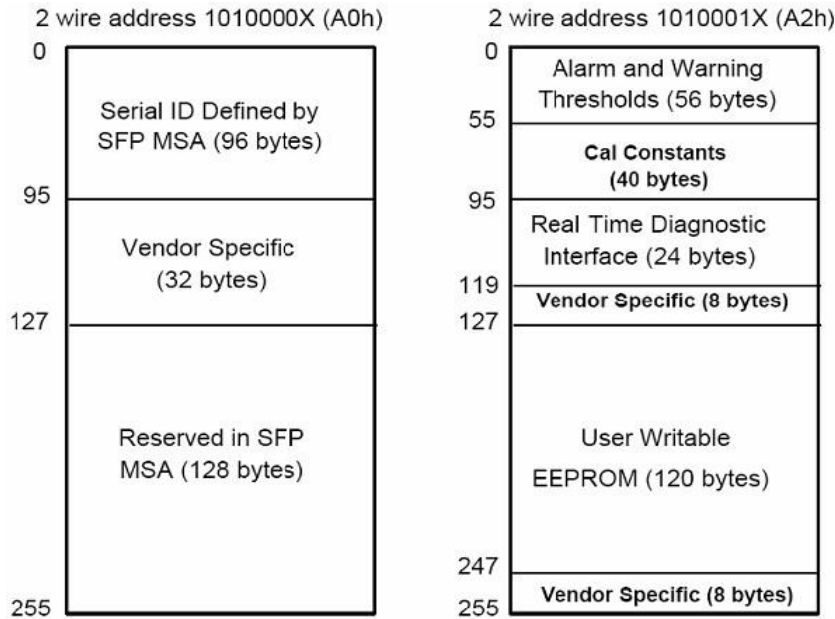 2 wire address 1010000X (A0h)
0
Serial ID Defined by
SFP MSA (96 bytes)
95
Vendor Specific
(32 bytes)
127
Reserved in SFP
MSA (128 bytes)
255
2 wire address 1010001X (A2h)
0
Alarm and Warning
Thresholds (56 bytes)
55
Cal Constants
(40 bytes)
95
Real Time Diagnostic
Interface (24 bytes)
119
Vendor Specific (8 bytes)
127
User Writable
EEPROM (120 bytes)
247
Vendor Specific (8 bytes)
255